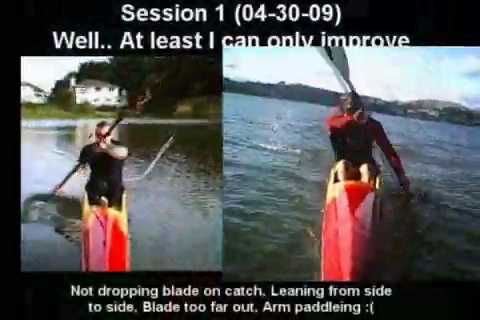 Session 1 (04-30-09)
Well.. At least I can only improve
Not dropping blade on catch. Leaning from side
to side. Blade too far out. Arm paddleing :(